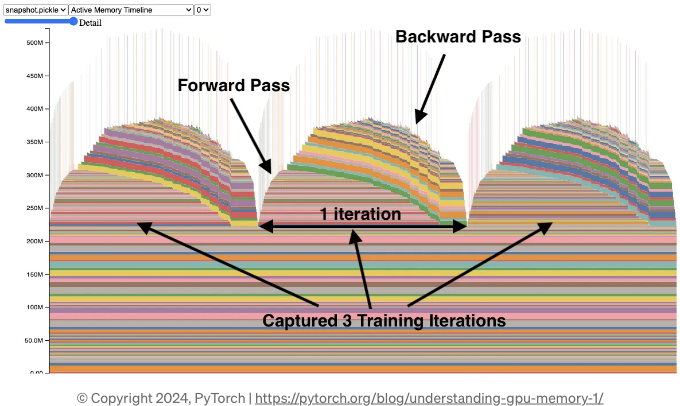 snapshot.pickle Active Memory Timeline 0
Detail
500M
450M
400M
350M
300M
250M
200M
150M
100M
50.0M
0.00
Backward Pass
Forward Pass
1 iteration
Captured 3 Training Iterations
© Copyright 2024, PyTorch | https://pytorch.org/blog/understanding-gpu-memory-1/